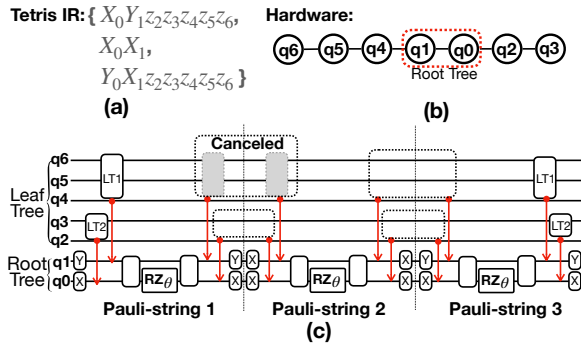 Tetris IR: { X₀Y₁z₂z₃z₄z₅z₆,
X₀X₁,
Y₀X₁z₂z₃z₄z₅z₆ }
(a)
Hardware:
q6 q5 q4 q1 q0 q2 q3
Root Tree
(b)
Canceled
Leaf Tree
q6
q5
q4
q3
q2
LT1
LT2
LT1
LT2
Root Tree
q1
q0
Y Y X Y Y
X X X X X
RZθ RZθ RZθ
Pauli-string 1 Pauli-string 2 Pauli-string 3
(c)